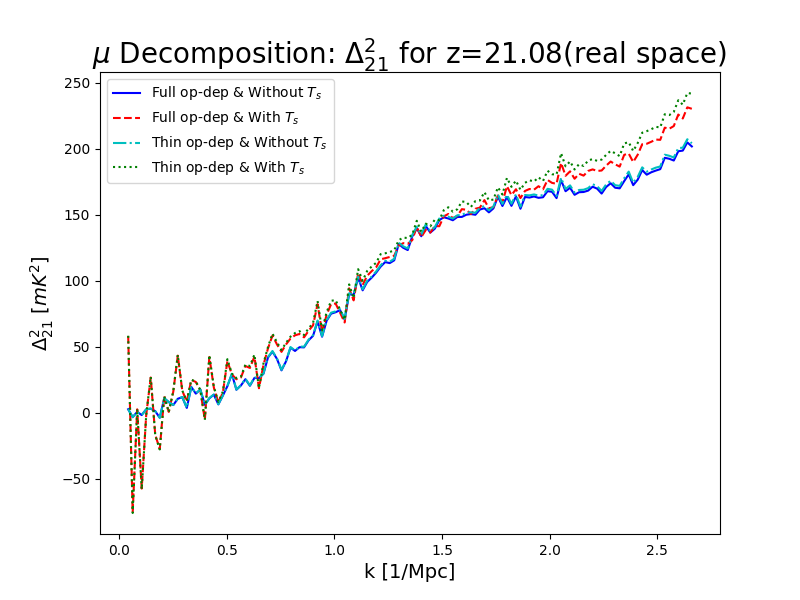 μ Decomposition: Δ²₂₁ for z=21.08(real space)
Full op-dep & Without Tₛ
Full op-dep & With Tₛ
Thin op-dep & Without Tₛ
Thin op-dep & With Tₛ
250
200
150
100
50
0
−50
Δ²₂₁ [mK²]
0.0 0.5 1.0 1.5 2.0 2.5
k [1/Mpc]